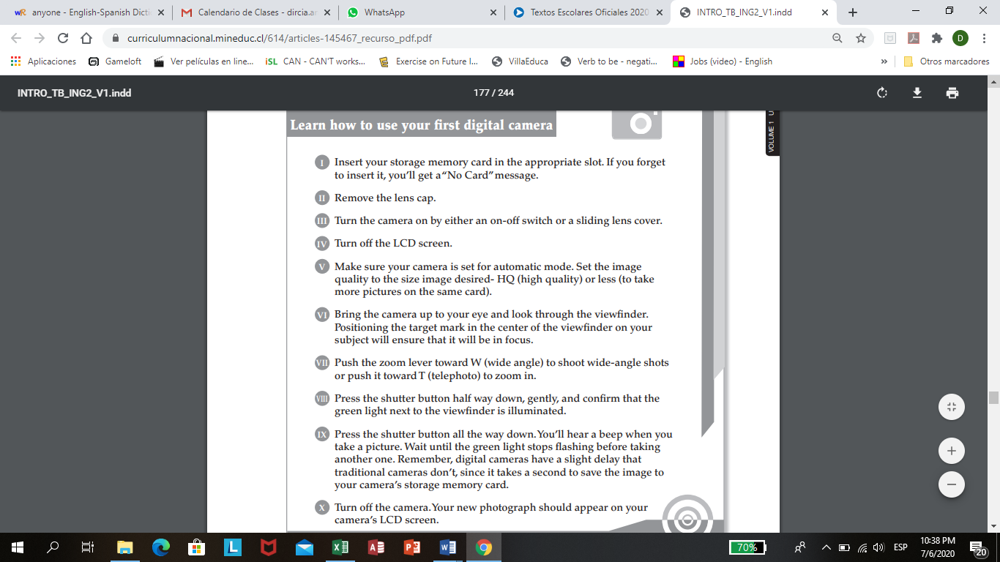 anyone - English-Spanish Dicti
Calendario de Clases - dircia.ar
WhatsApp
Textos Escolares Oficiales 2020
INTRO_TB_ING2_V1.indd
curriculumnacional.mineduc.cl/614/articles-145467_recurso_pdf.pdf
D
Aplicaciones
Gameloft
Ver películas en line...
iSL CAN - CAN'T works...
Exercise on Future I...
VillaEduca
Verb to be - negati...
Jobs (video) - English
»
Otros marcadores
INTRO_TB_ING2_V1.indd
177 / 244
Learn how to use your first digital camera
VOLUME 1 U
I Insert your storage memory card in the appropriate slot. If you forget
to insert it, you'll get a "No Card" message.
II Remove the lens cap.
III Turn the camera on by either an on-off switch or a sliding lens cover.
IV Turn off the LCD screen.
V Make sure your camera is set for automatic mode. Set the image
quality to the size image desired- HQ (high quality) or less (to take
more pictures on the same card).
VI Bring the camera up to your eye and look through the viewfinder.
Positioning the target mark in the center of the viewfinder on your
subject will ensure that it will be in focus.
VII Push the zoom lever toward W (wide angle) to shoot wide-angle shots
or push it toward T (telephoto) to zoom in.
VIII Press the shutter button half way down, gently, and confirm that the
green light next to the viewfinder is illuminated.
IX Press the shutter button all the way down. You'll hear a beep when you
take a picture. Wait until the green light stops flashing before taking
another one. Remember, digital cameras have a slight delay that
traditional cameras don't, since it takes a second to save the image to
your camera's storage memory card.
X Turn off the camera. Your new photograph should appear on your
camera's LCD screen.
70%
ESP
10:38 PM
7/6/2020
20